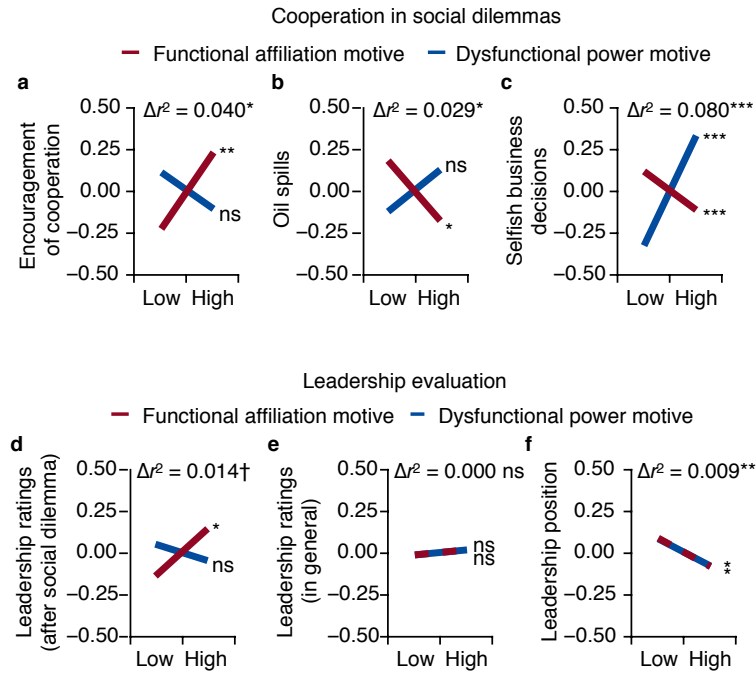 Cooperation in social dilemmas
Functional affiliation motive Dysfunctional power motive
a
Encouragement
of cooperation
0.50
0.25
0.00
−0.25
−0.50
Δr² = 0.040*
**
ns
Low High
b
Oil spills
0.50
0.25
0.00
−0.25
−0.50
Δr² = 0.029*
ns
*
Low High
c
Selfish business
decisions
0.50
0.25
0.00
−0.25
−0.50
Δr² = 0.080***
***
***
Low High
Leadership evaluation
Functional affiliation motive Dysfunctional power motive
d
Leadership ratings
(after social dilemma)
0.50
0.25
0.00
−0.25
−0.50
Δr² = 0.014†
*
ns
Low High
e
Leadership ratings
(in general)
0.50
0.25
0.00
−0.25
−0.50
Δr² = 0.000 ns
ns
ns
Low High
f
Leadership position
0.50
0.25
0.00
−0.25
−0.50
Δr² = 0.009**
*
*
Low High